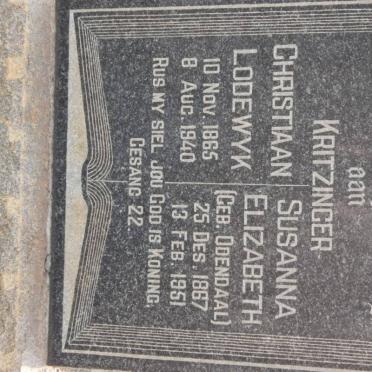 aan
KRITZINGER
CHRISTIAAN SUSANNA
LODEWYK ELIZABETH
(GEB. ODENDAAL)
10 NOV. 1865 25 DES. 1867
8 AUG. 1940 13 FEB. 1951
RUS MY SIEL, JOU GOD IS KONING,
GESANG 22.